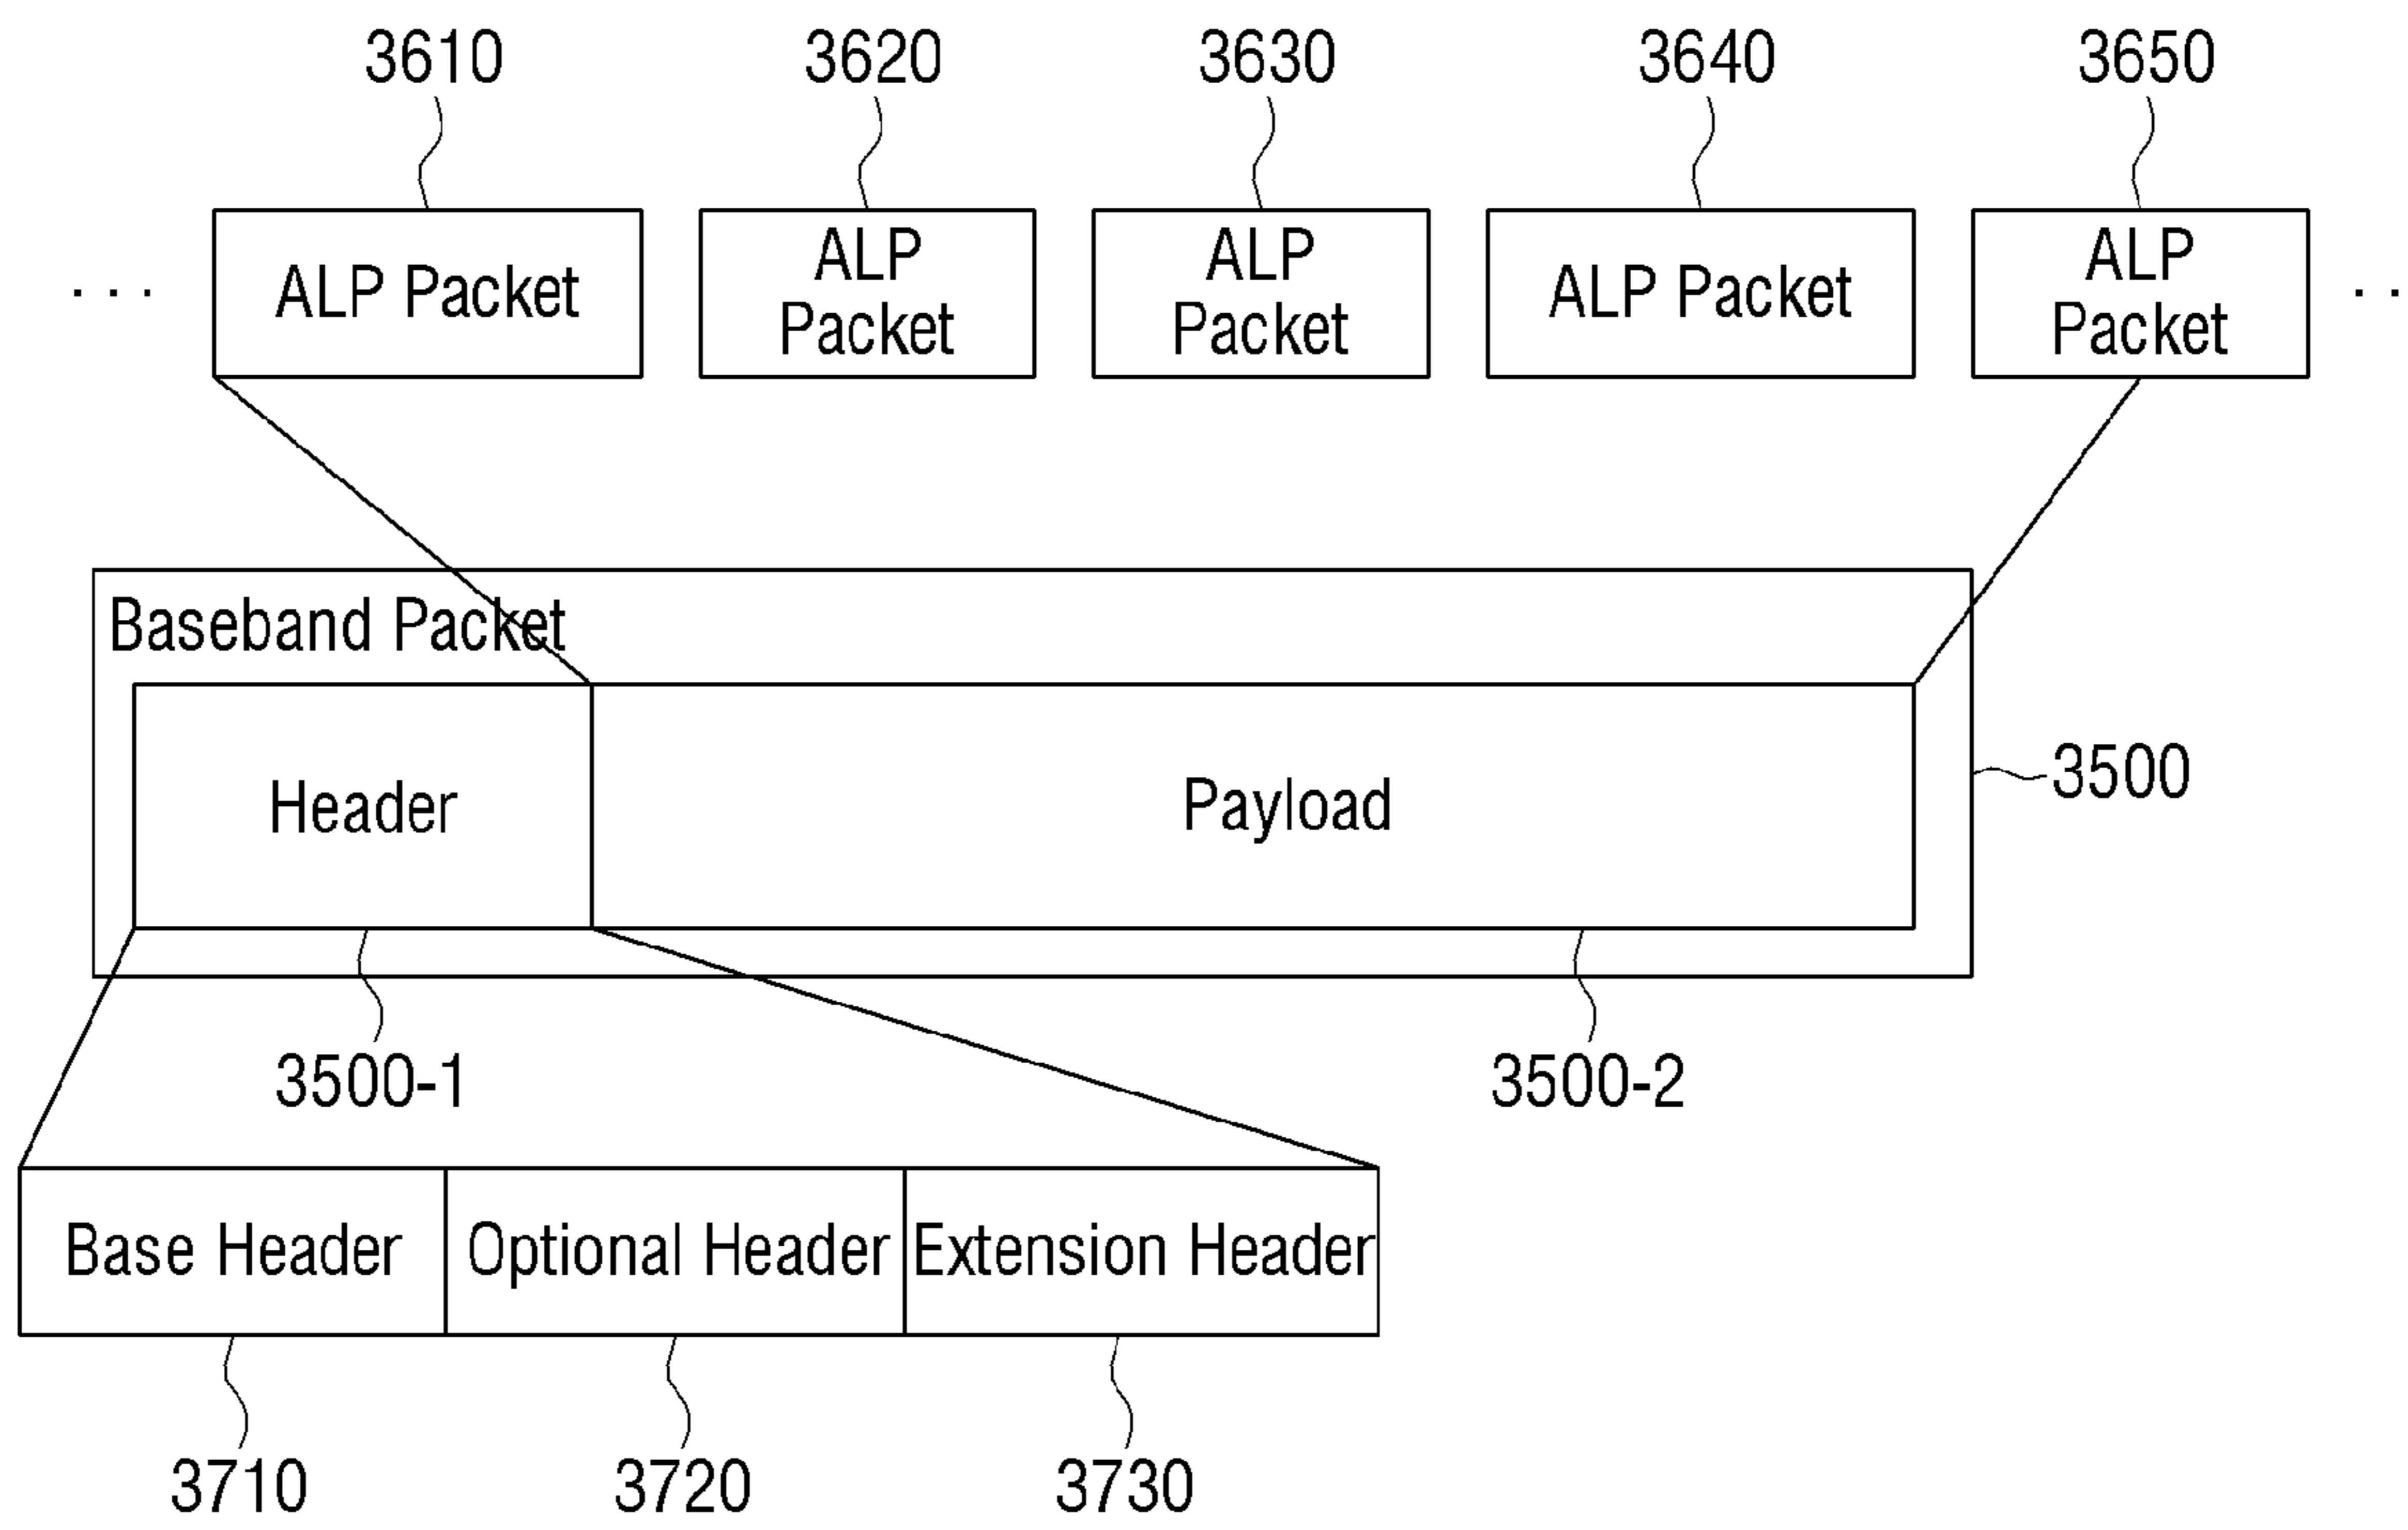 3610 3620 3630 3640 3650
. . . ALP Packet ALP Packet ALP Packet ALP Packet ALP Packet . .
Baseband Packet
Header Payload 3500
3500-1 3500-2
Base Header Optional Header Extension Header
3710 3720 3730